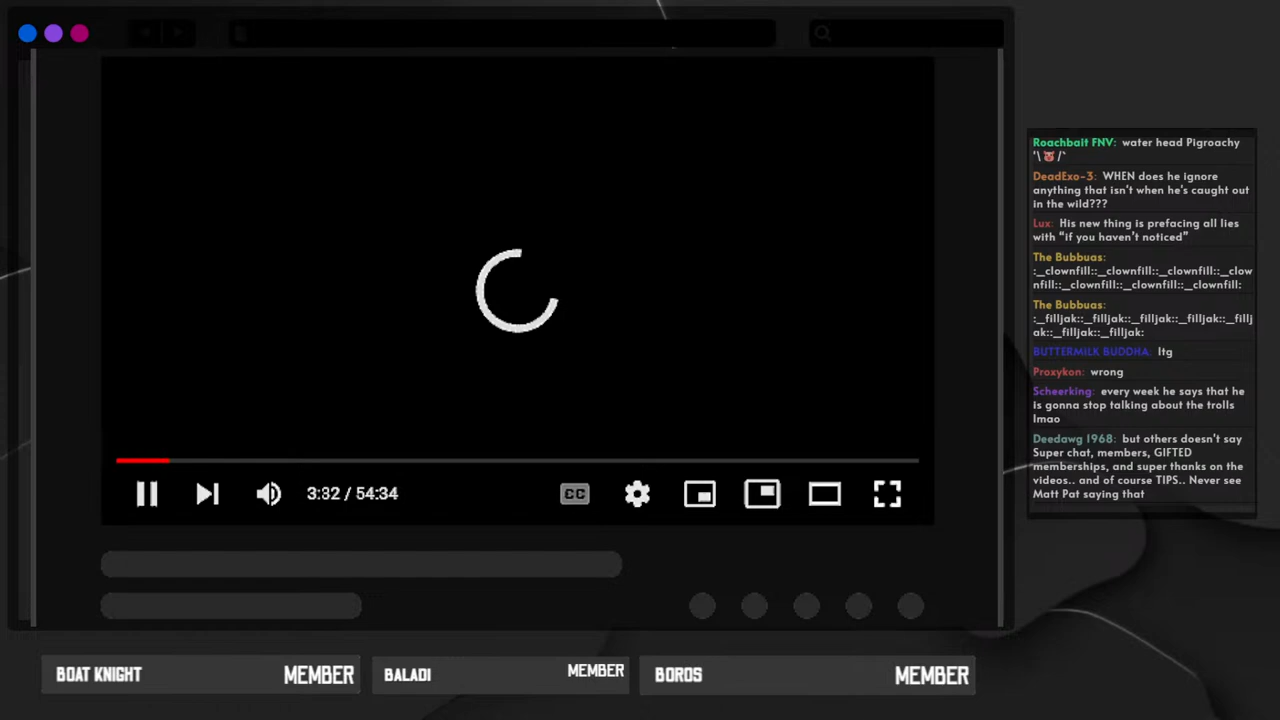 Roachbait FNV: water head Pigroachy
'\🐷/`
DeadExo-3: WHEN does he ignore
anything that isn't when he's caught out
in the wild???
Lux: His new thing is prefacing all lies
with “if you haven't noticed”
The Bubbuas:
:_clownfill::_clownfill::_clownfill::_clow
nfill::_clownfill::_clownfill::_clownfill:
The Bubbuas:
:_filljak::_filljak::_filljak::_filljak::_fillj
ak::_filljak::_filljak:
BUTTERMILK BUDDHA: ltg
Proxykon: wrong
Scheerking: every week he says that he
is gonna stop talking about the trolls
lmao
Deedawg 1968: but others doesn't say
Super chat, members, GIFTED
memberships, and super thanks on the
videos.. and of course TIPS.. Never see
Matt Pat saying that
3:32 / 54:34
CC
BOAT KNIGHT MEMBER
BALADI MEMBER
BOROS MEMBER